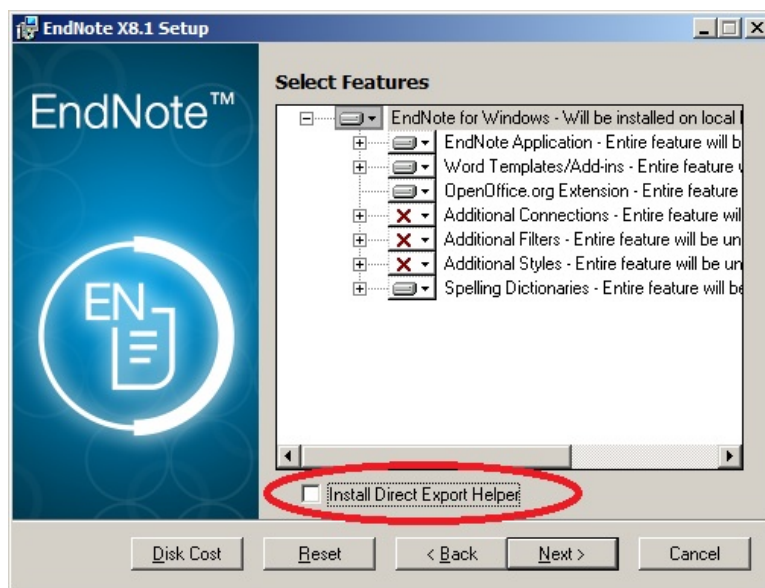 EndNote X8.1 Setup
EndNote™
Select Features
EndNote for Windows - Will be installed on local
EndNote Application - Entire feature will b
Word Templates/Add-ins - Entire feature
OpenOffice.org Extension - Entire feature
Additional Connections - Entire feature wil
Additional Filters - Entire feature will be un
Additional Styles - Entire feature will be un
Spelling Dictionaries - Entire feature will be
EN
Install Direct Export Helper
Disk Cost
Reset
< Back
Next >
Cancel